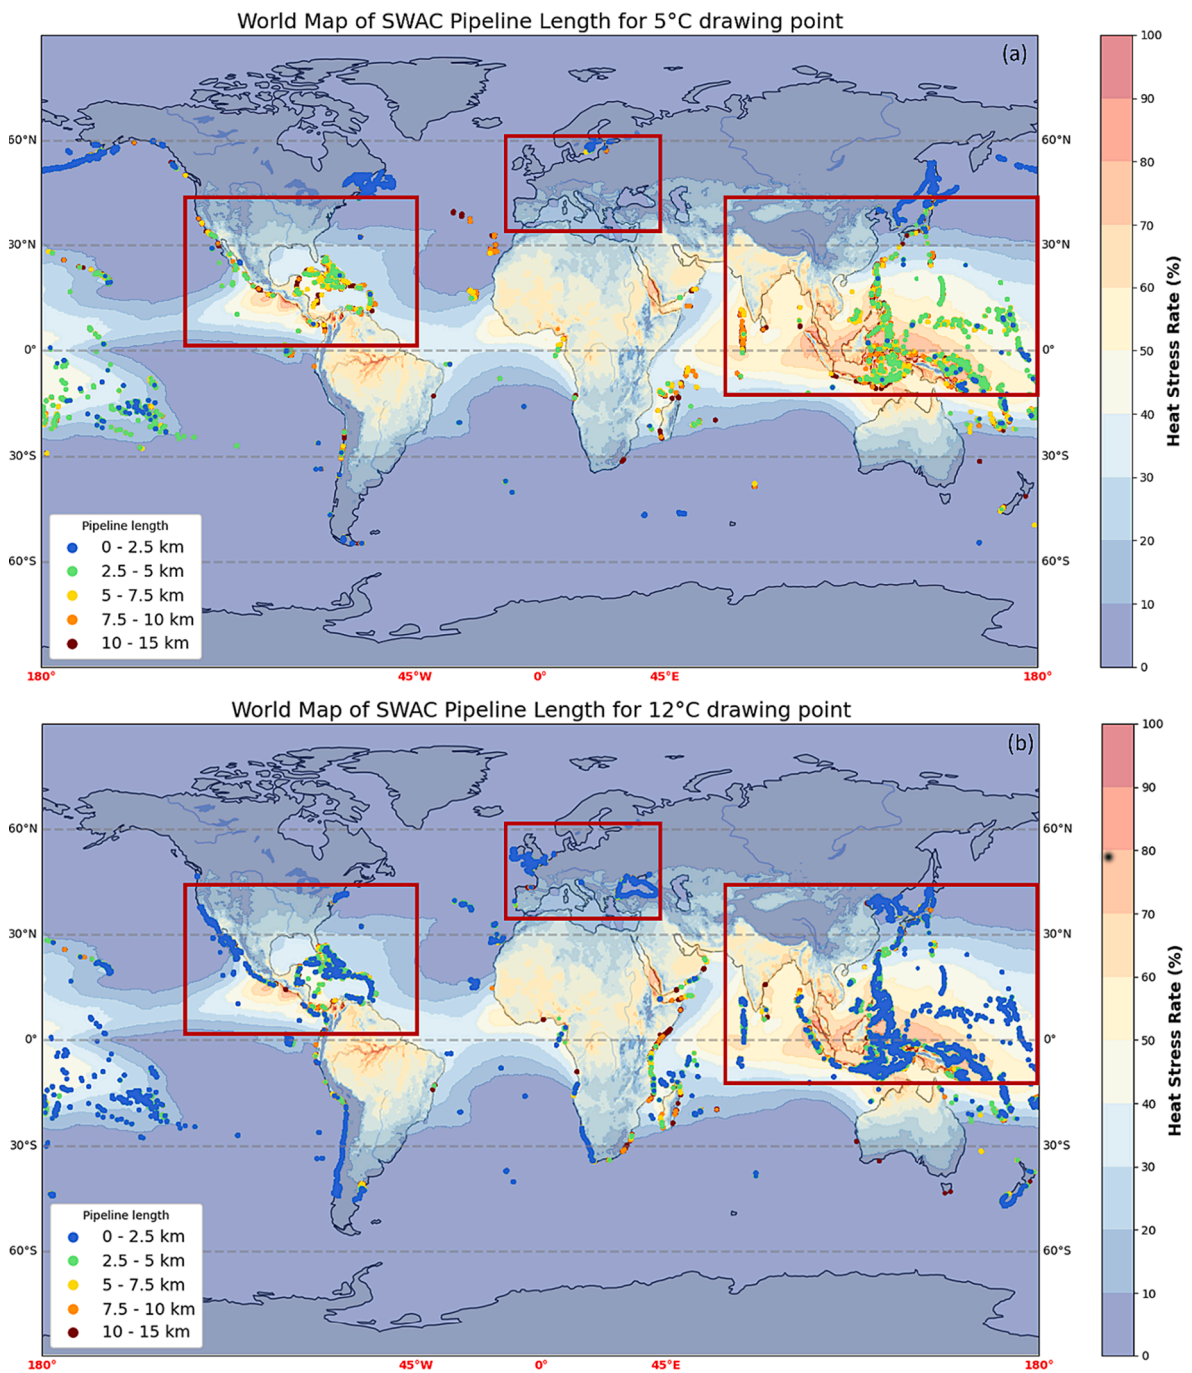 World Map of SWAC Pipeline Length for 5°C drawing point
(a)
60°N
60°N
30°N
30°N
0°
0°
30°S
30°S
60°S
60°S
Pipeline length
0 - 2.5 km
2.5 - 5 km
5 - 7.5 km
7.5 - 10 km
10 - 15 km
180°
45°W
0°
45°E
180°
100
90
80
70
60
50
40
30
20
10
0
Heat Stress Rate (%)
World Map of SWAC Pipeline Length for 12°C drawing point
(b)
60°N
60°N
30°N
30°N
0°
0°
30°S
30°S
60°S
60°S
Pipeline length
0 - 2.5 km
2.5 - 5 km
5 - 7.5 km
7.5 - 10 km
10 - 15 km
180°
45°W
0°
45°E
180°
100
90
80
70
60
50
40
30
20
10
0
Heat Stress Rate (%)